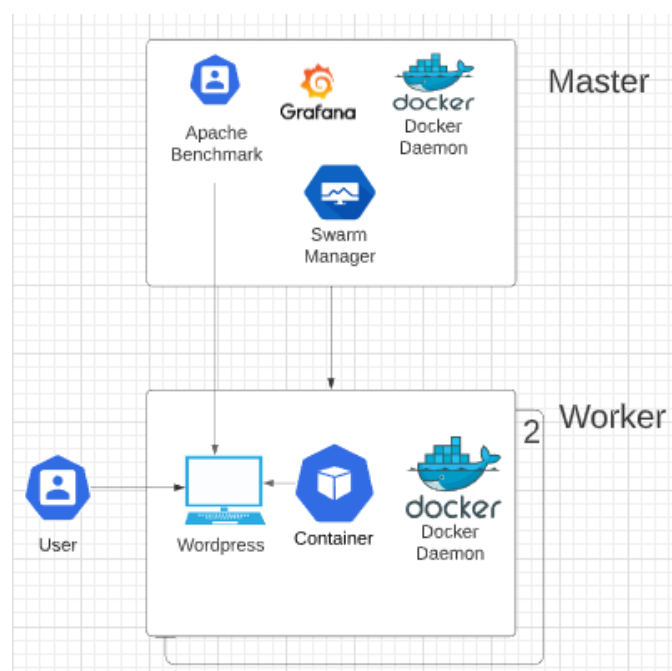 Master
Apache
Benchmark
Grafana
docker
Docker
Daemon
Swarm
Manager
Worker
2
User
Wordpress
Container
docker
Docker
Daemon